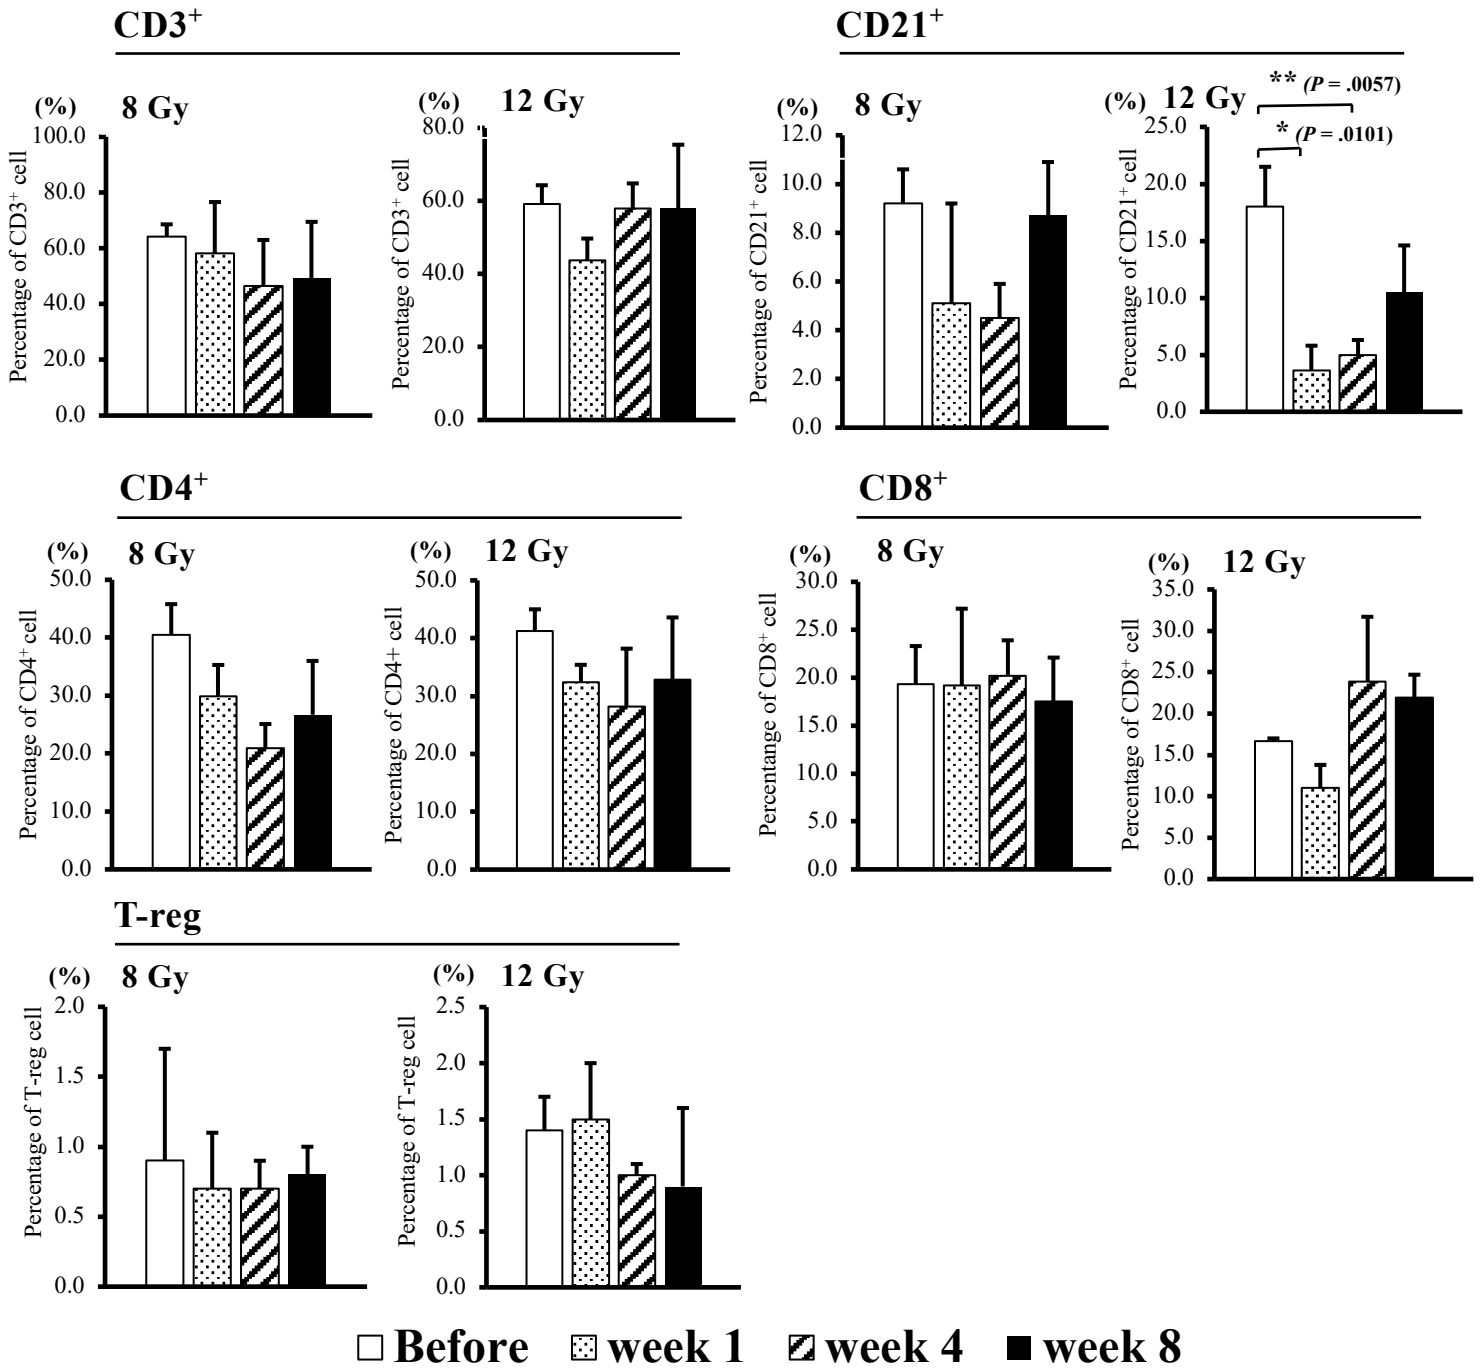 CD3⁺
CD21⁺
(%) 8 Gy
100.0
80.0
60.0
40.0
20.0
0.0
Percentage of CD3⁺ cell
(%) 12 Gy
80.0
60.0
40.0
20.0
0.0
Percentage of CD3⁺ cell
(%) 8 Gy
12.0
10.0
8.0
6.0
4.0
2.0
0.0
Percentage of CD21⁺ cell
(%) 12 Gy
** (P = .0057)
* (P = .0101)
25.0
20.0
15.0
10.0
5.0
0.0
Percentage of CD21⁺ cell
CD4⁺
CD8⁺
(%) 8 Gy
50.0
40.0
30.0
20.0
10.0
0.0
Percentage of CD4⁺ cell
(%) 12 Gy
50.0
40.0
30.0
20.0
10.0
0.0
Percentage of CD4+ cell
(%) 8 Gy
30.0
25.0
20.0
15.0
10.0
5.0
0.0
Percentange of CD8⁺ cell
(%) 12 Gy
35.0
30.0
25.0
20.0
15.0
10.0
5.0
0.0
Percentage of CD8⁺ cell
T-reg
(%) 8 Gy
2.0
1.5
1.0
0.5
0.0
Percentage of T-reg cell
(%) 12 Gy
2.5
2.0
1.5
1.0
0.5
0.0
Percentage of T-reg cell
Before week 1 week 4 week 8